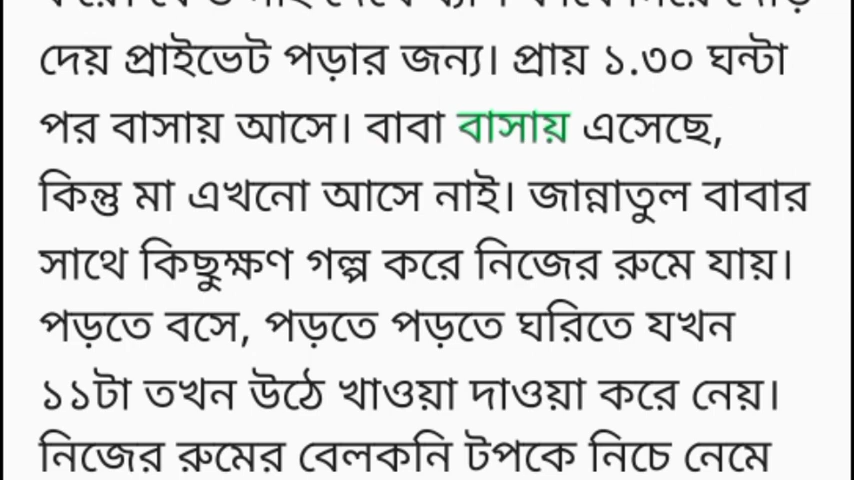 দেয় প্রাইভেট পড়ার জন্য। প্রায় ১.৩০ ঘন্টা
পর বাসায় আসে। বাবা বাসায় এসেছে,
কিন্তু মা এখনো আসে নাই। জান্নাতুল বাবার
সাথে কিছুক্ষণ গল্প করে নিজের রুমে যায়।
পড়তে বসে, পড়তে পড়তে ঘরিতে যখন
১১টা তখন উঠে খাওয়া দাওয়া করে নেয়।
নিজের রুমের বেলকনি টপকে নিচে নেমে